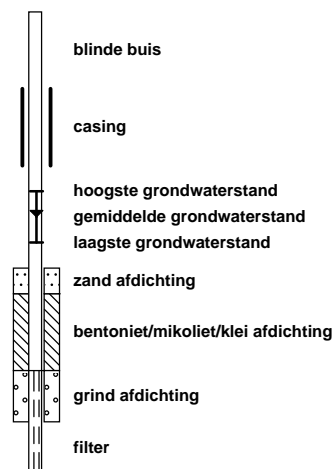 blinde buis
casing
hoogste grondwaterstand
gemiddelde grondwaterstand
laagste grondwaterstand
zand afdichting
bentoniet/mikoliet/klei afdichting
grind afdichting
filter